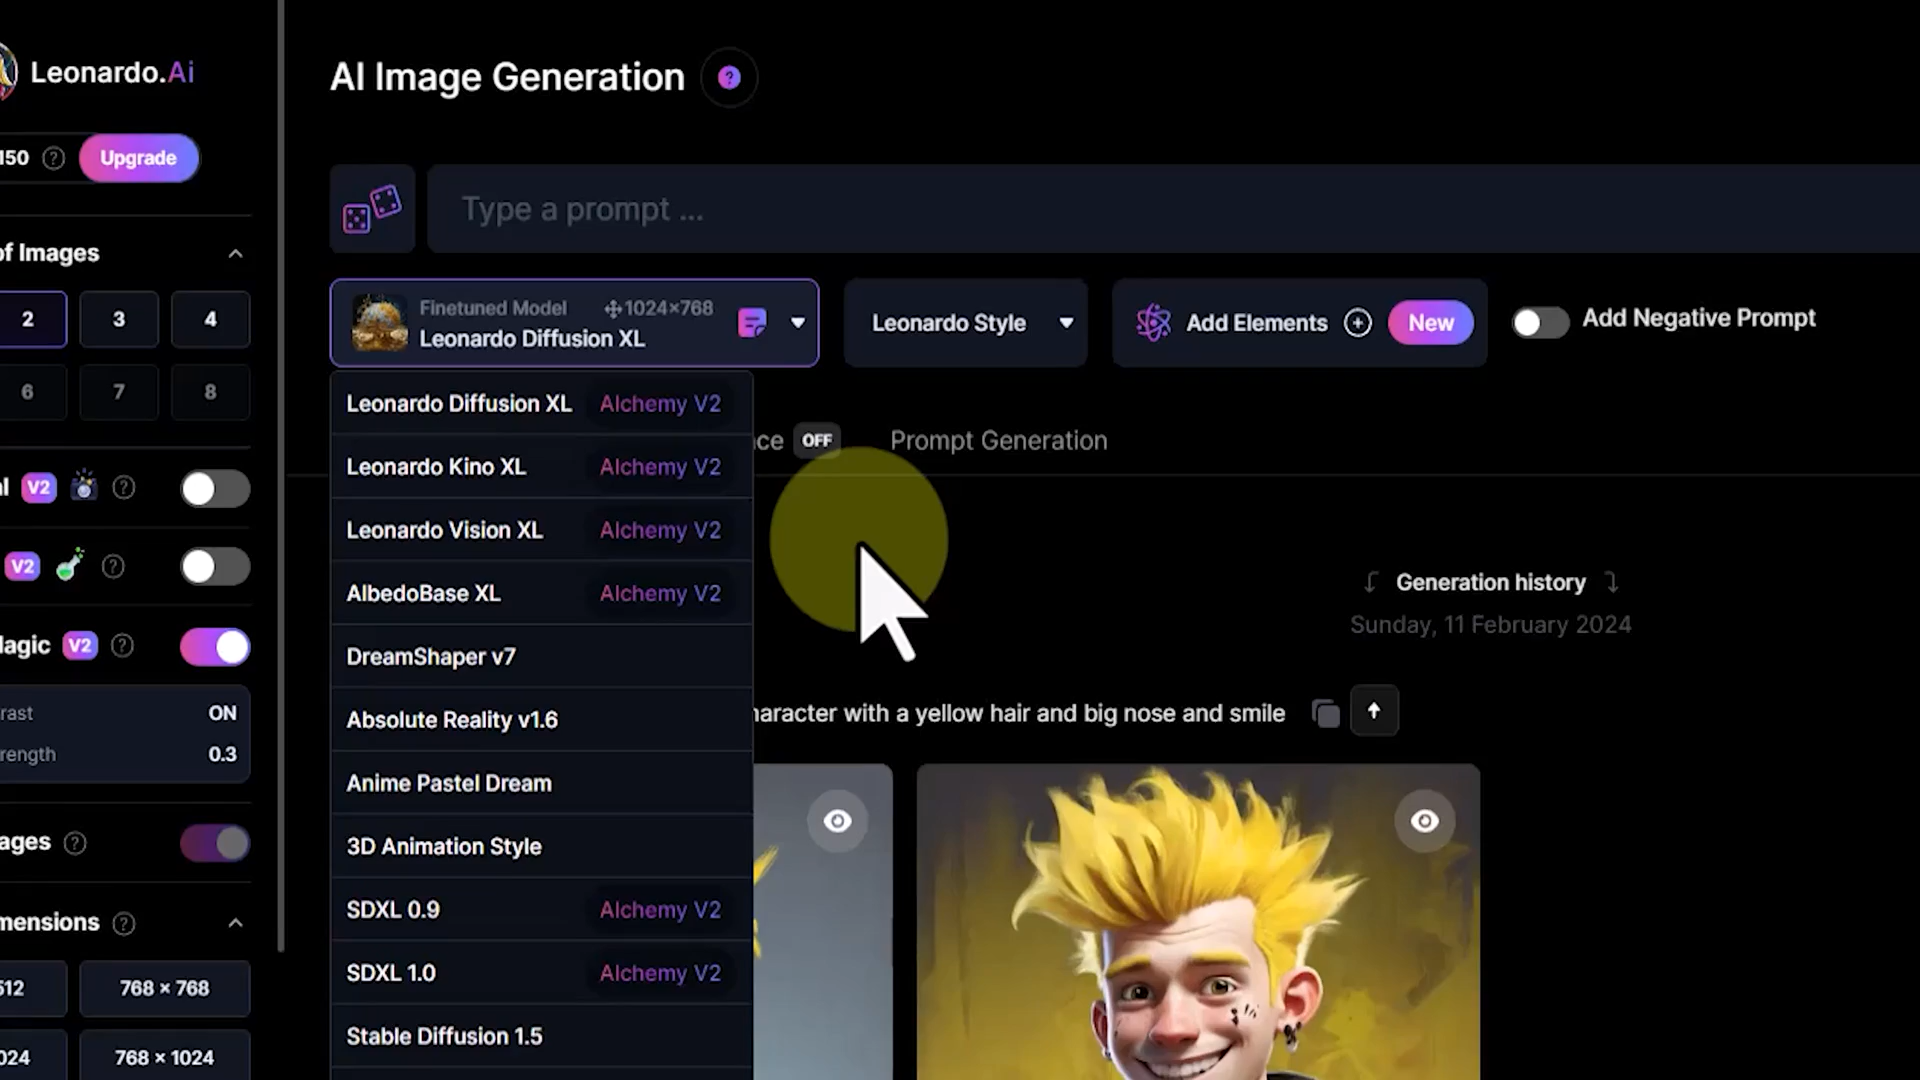 Leonardo.Ai
AI Image Generation ?
150 ? Upgrade
Type a prompt ...
of Images
2 3 4
6 7 8
Finetuned Model 1024×768
Leonardo Diffusion XL
Leonardo Style
Add Elements New
Add Negative Prompt
Leonardo Diffusion XL Alchemy V2
Leonardo Kino XL Alchemy V2
Leonardo Vision XL Alchemy V2
AlbedoBase XL Alchemy V2
DreamShaper v7
Absolute Reality v1.6
Anime Pastel Dream
3D Animation Style
SDXL 0.9 Alchemy V2
SDXL 1.0 Alchemy V2
Stable Diffusion 1.5
ce OFF Prompt Generation
V2 ?
V2 ?
agic V2 ?
rast ON
rength 0.3
ages ?
mensions ?
512 768 × 768
024 768 × 1024
Generation history
Sunday, 11 February 2024
haracter with a yellow hair and big nose and smile